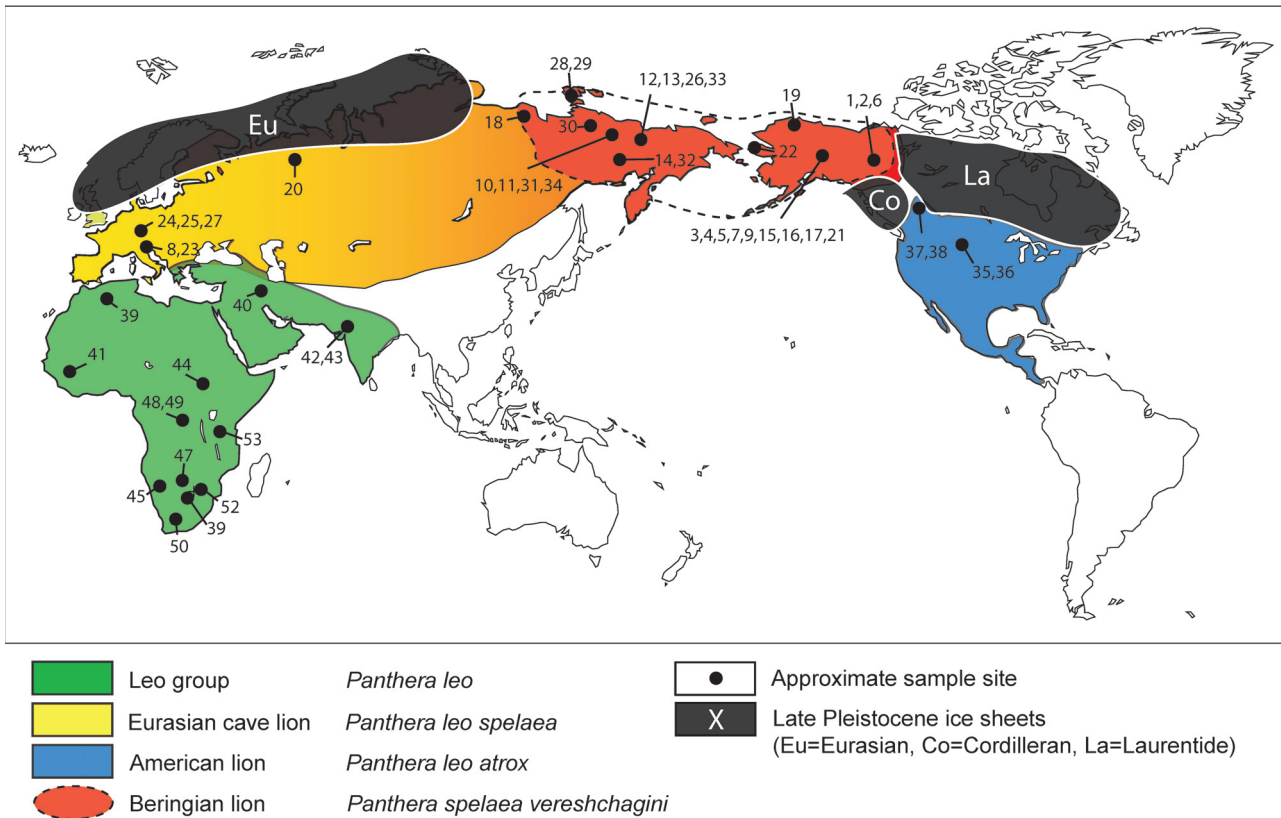 28,29
12,13,26,33
19
1,2,6
Eu
18
30
22
La
20
14,32
10,11,31,34
Co
24,25,27
3,4,5,7,9,15,16,17,21
8,23
37,38
35,36
40
39
42,43
41
44
48,49
53
47
45
52
39
50
Leo group Panthera leo
Eurasian cave lion Panthera leo spelaea
American lion Panthera leo atrox
Beringian lion Panthera spelaea vereshchagini
Approximate sample site
X Late Pleistocene ice sheets
(Eu=Eurasian, Co=Cordilleran, La=Laurentide)